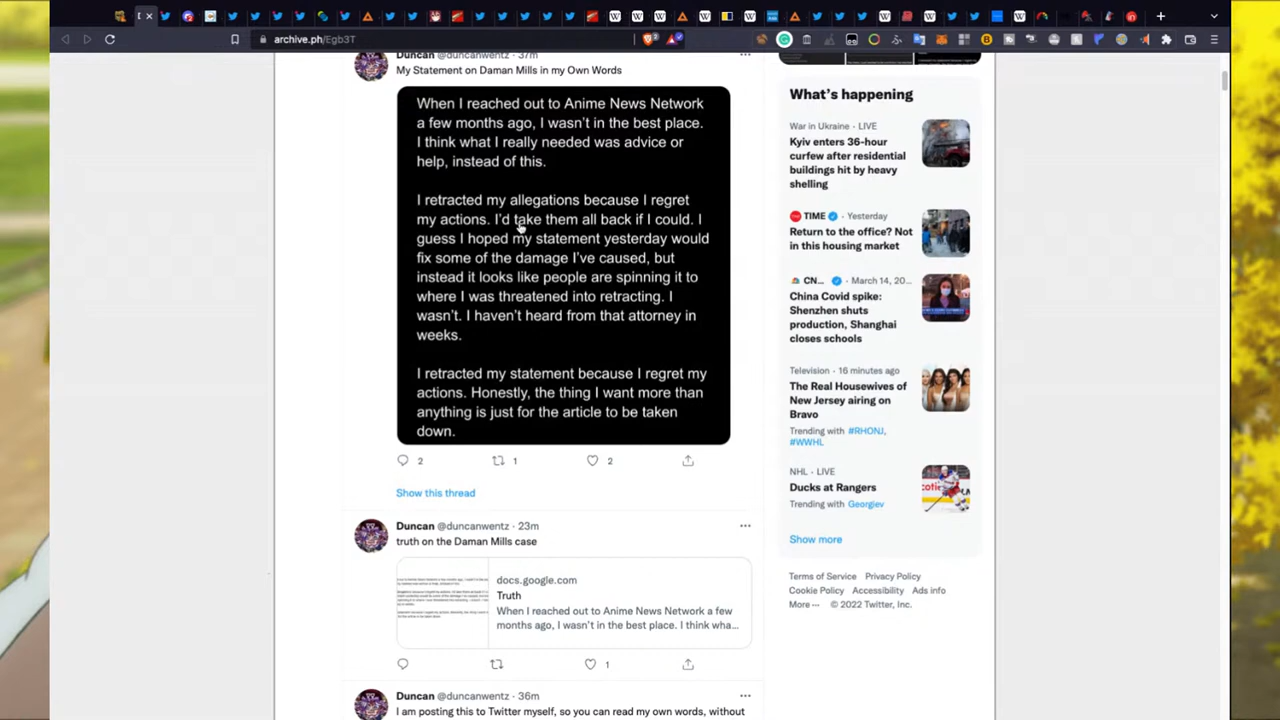 archive.ph/Egb3T
Duncan @duncanwentz · 37m
My Statement on Daman Mills in my Own Words
When I reached out to Anime News Network
a few months ago, I wasn't in the best place.
I think what I really needed was advice or
help, instead of this.
I retracted my allegations because I regret
my actions. I'd take them all back if I could. I
guess I hoped my statement yesterday would
fix some of the damage I've caused, but
instead it looks like people are spinning it to
where I was threatened into retracting. I
wasn't. I haven't heard from that attorney in
weeks.
I retracted my statement because I regret my
actions. Honestly, the thing I want more than
anything is just for the article to be taken
down.
2 1 2
Show this thread
Duncan @duncanwentz · 23m
truth on the Daman Mills case
docs.google.com
Truth
When I reached out to Anime News Network a few
months ago, I wasn't in the best place. I think wha...
1
Duncan @duncanwentz · 36m
I am posting this to Twitter myself, so you can read my own words, without
What's happening
War in Ukraine · LIVE
Kyiv enters 36-hour
curfew after residential
buildings hit by heavy
shelling
TIME · Yesterday
Return to the office? Not
in this housing market
CN... · March 14, 20...
China Covid spike:
Shenzhen shuts
production, Shanghai
closes schools
Television · 16 minutes ago
The Real Housewives of
New Jersey airing on
Bravo
Trending with #RHONJ,
#WWHL
NHL · LIVE
Ducks at Rangers
Trending with Georgiev
Show more
Terms of Service Privacy Policy
Cookie Policy Accessibility Ads info
More ··· © 2022 Twitter, Inc.